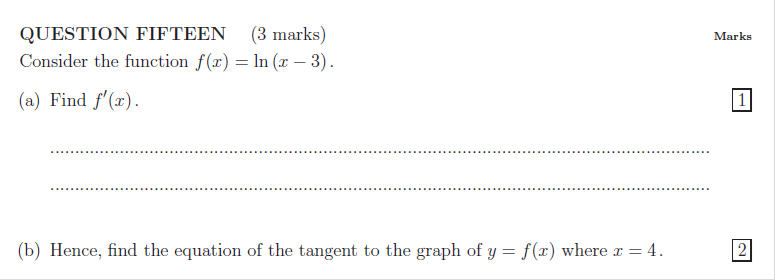 QUESTION FIFTEEN (3 marks) Marks
Consider the function f(x) = ln (x − 3).
(a) Find f′(x). 1
(b) Hence, find the equation of the tangent to the graph of y = f(x) where x = 4. 2